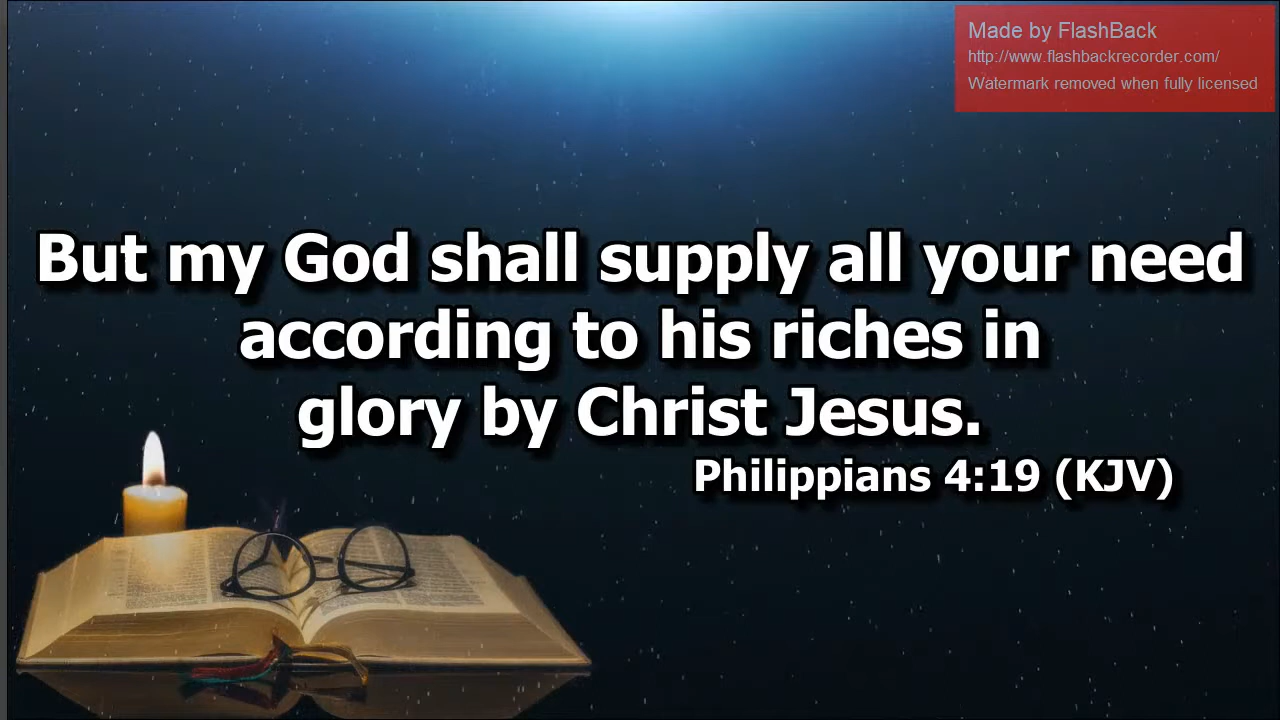 Made by FlashBack
http://www.flashbackrecorder.com/
Watermark removed when fully licensed
But my God shall supply all your need
according to his riches in
glory by Christ Jesus.
Philippians 4:19 (KJV)